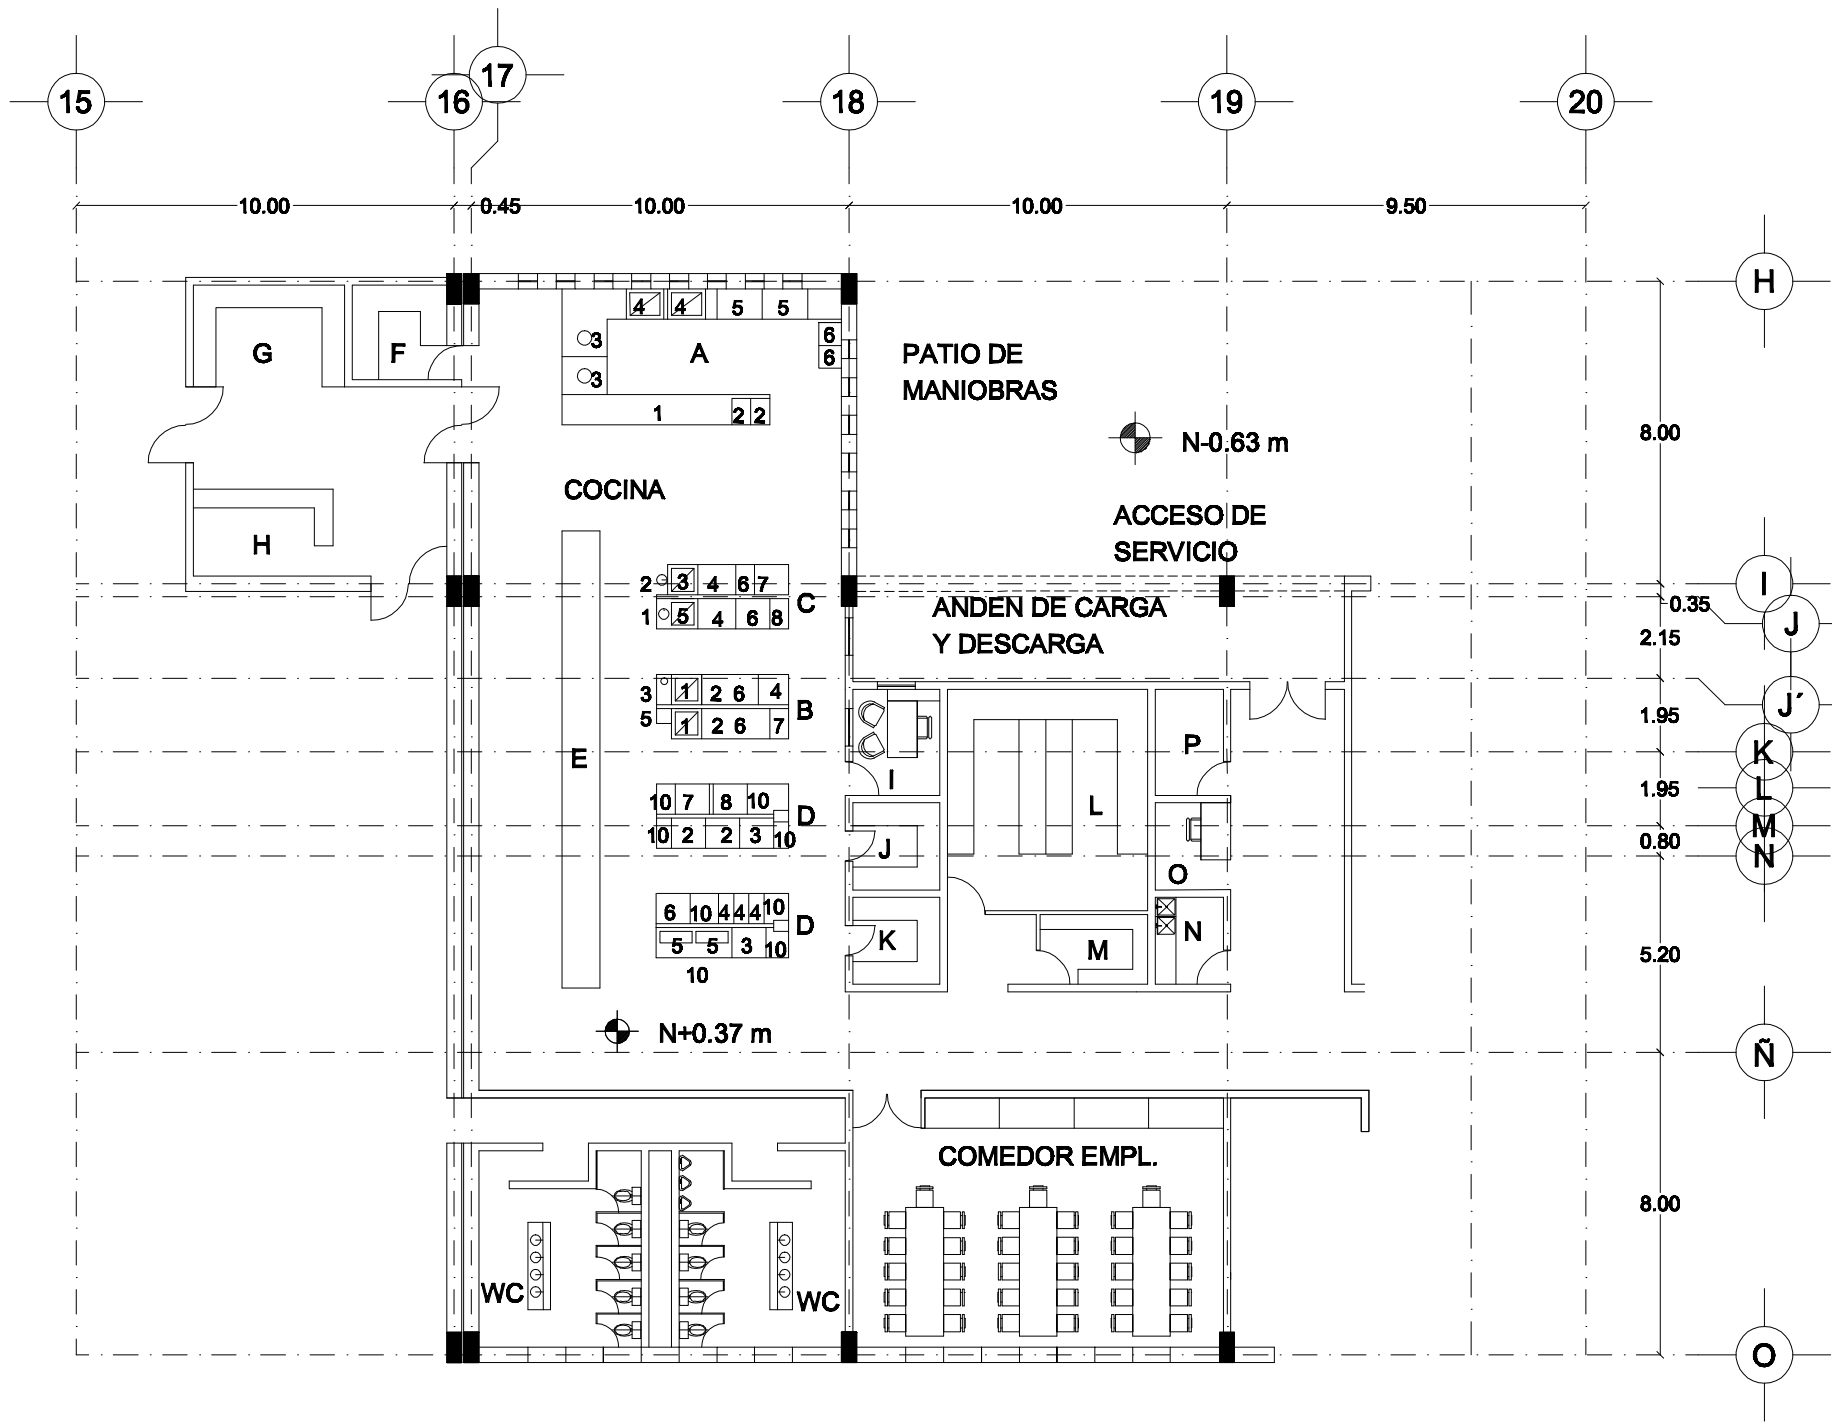 17
15
16
18
19
20
10.00
0.45
10.00
10.00
9.50
H
4
4
5
5
3
6
G
F
A
6
PATIO DE
MANIOBRAS
3
1
2
2
8.00
N-0.63 m
COCINA
ACCESO DE
SERVICIO
H
2
3
4
6
7
I
C
ANDEN DE CARGA
0.35
1
5
4
6
8
J
Y DESCARGA
2.15
3
1
2
6
4
J´
B
5
1
2
6
7
1.95
E
P
K
I
1.95
L
10
7
8
10
L
D
M
10
2
2
3
10
0.80
J
N
O
6
10
4
4
4
10
D
N
5
5
3
10
K
M
5.20
10
N+0.37 m
Ñ
COMEDOR EMPL.
8.00
WC
WC
O